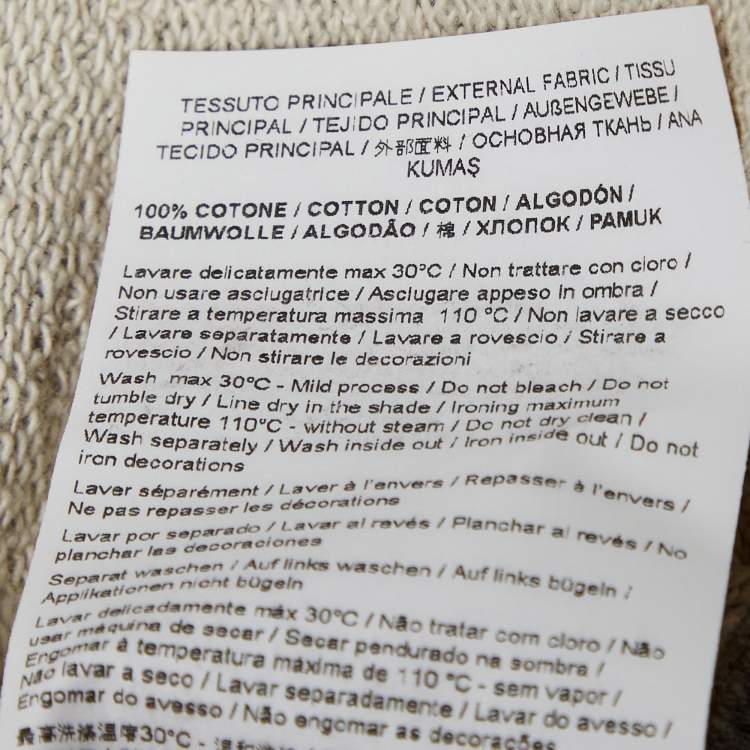 TESSUTO PRINCIPALE / EXTERNAL FABRIC / TISSU
PRINCIPAL / TEJIDO PRINCIPAL / AUßENGEWEBE /
TECIDO PRINCIPAL / 外部面料 / ОСНОВНАЯ ТКАНЬ / ANA
KUMAŞ
100% COTONE / COTTON / COTON / ALGODÓN /
BAUMWOLLE / ALGODÃO / 棉 / ХЛОПОК / PAMUK
Lavare delicatamente max 30°C / Non trattare con cloro /
Non usare asciugatrice / Asciugare appeso in ombra /
Stirare a temperatura massima 110 °C / Non lavare a secco
/ Lavare separatamente / Lavare a rovescio / Stirare a
rovescio / Non stirare le decorazioni
Wash max 30°C - Mild process / Do not bleach / Do not
tumble dry / Line dry in the shade / Ironing maximum
temperature 110°C - without steam / Do not dry clean /
Wash separately / Wash inside out / Iron inside out / Do not
iron decorations
Laver séparément / Laver à l'envers / Repasser à l'envers /
Ne pas repasser les décorations
Lavar por separado / Lavar al revés / Planchar al revés / No
planchar las decoraciones
Separat waschen / Auf links waschen / Auf links bügeln /
Applikationen nicht bügeln
Lavar delicadamente máx 30°C / Não tratar com cloro / Não
usar máquina de secar / Secar pendurado na sombra /
Engomar à temperatura máxima de 110 °C - sem vapor /
Não lavar a seco / Lavar separadamente / Lavar do avesso /
Engomar do avesso / Não engomar as decorações
最高洗涤温度30°C -